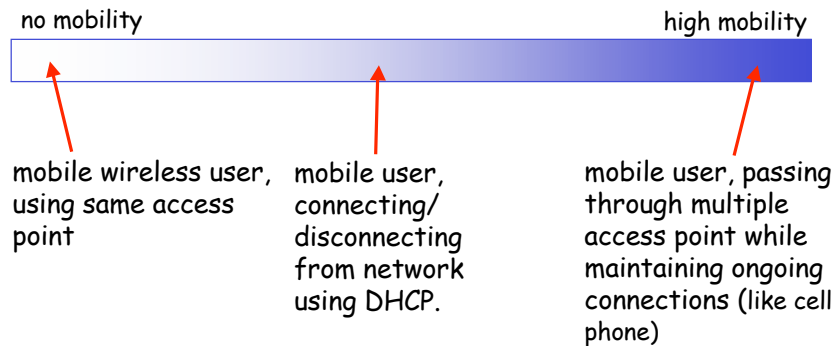 no mobility
high mobility
mobile wireless user,
using same access
point
mobile user,
connecting/
disconnecting
from network
using DHCP.
mobile user, passing
through multiple
access point while
maintaining ongoing
connections (like cell
phone)